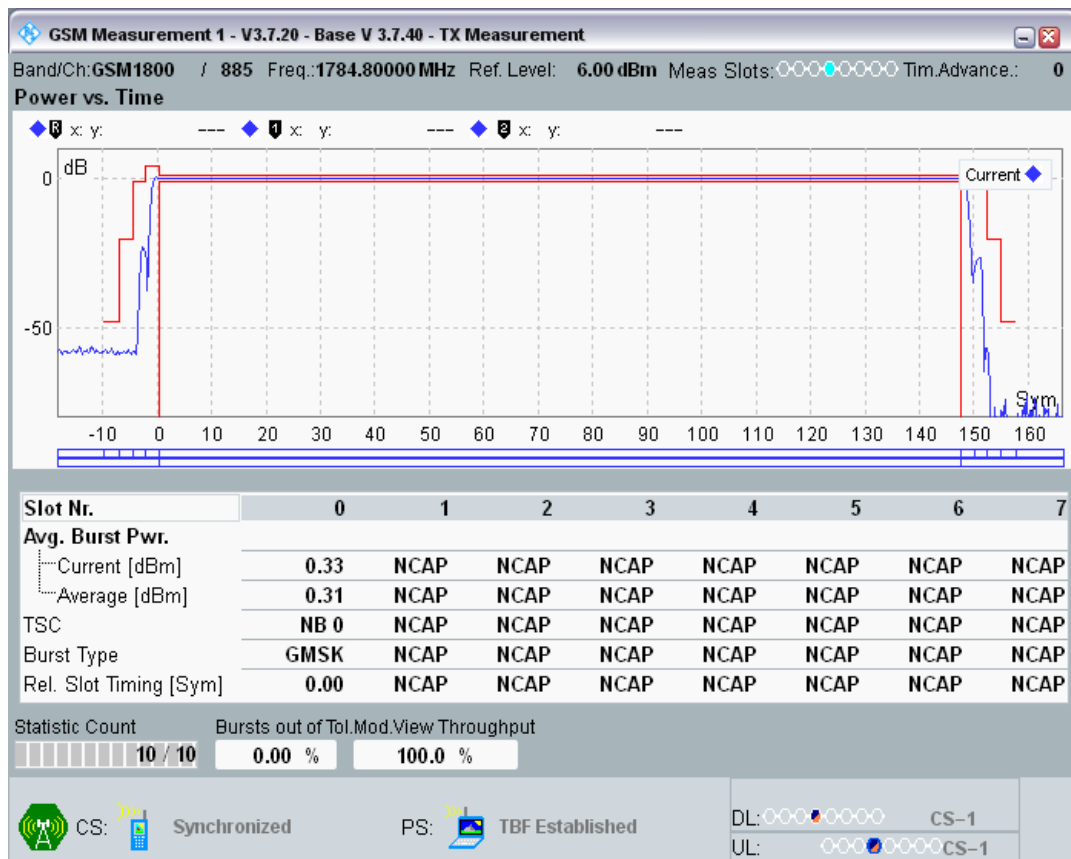 GSM Measurement 1 - V3.7.20 - Base V 3.7.40 - TX Measurement
Band/Ch:GSM1800 / 885 Freq.:1784.80000 MHz Ref. Level: 6.00 dBm Meas Slots: Tim.Advance.: 0
Power vs. Time
R x: y: --- 1 x: y: --- 2 x: y: ---
dB
Current
0
-50
Sym
-10 0 10 20 30 40 50 60 70 80 90 100 110 120 130 140 150 160
Slot Nr. 0 1 2 3 4 5 6 7
Avg. Burst Pwr.
Current [dBm] 0.33 NCAP NCAP NCAP NCAP NCAP NCAP NCAP
Average [dBm] 0.31 NCAP NCAP NCAP NCAP NCAP NCAP NCAP
TSC NB 0 NCAP NCAP NCAP NCAP NCAP NCAP NCAP
Burst Type GMSK NCAP NCAP NCAP NCAP NCAP NCAP NCAP
Rel. Slot Timing [Sym] 0.00 NCAP NCAP NCAP NCAP NCAP NCAP NCAP
Statistic Count Bursts out of Tol.Mod.View Throughput
10 / 10 0.00 % 100.0 %
CS: Synchronized PS: TBF Established
DL: CS-1
UL: CS-1